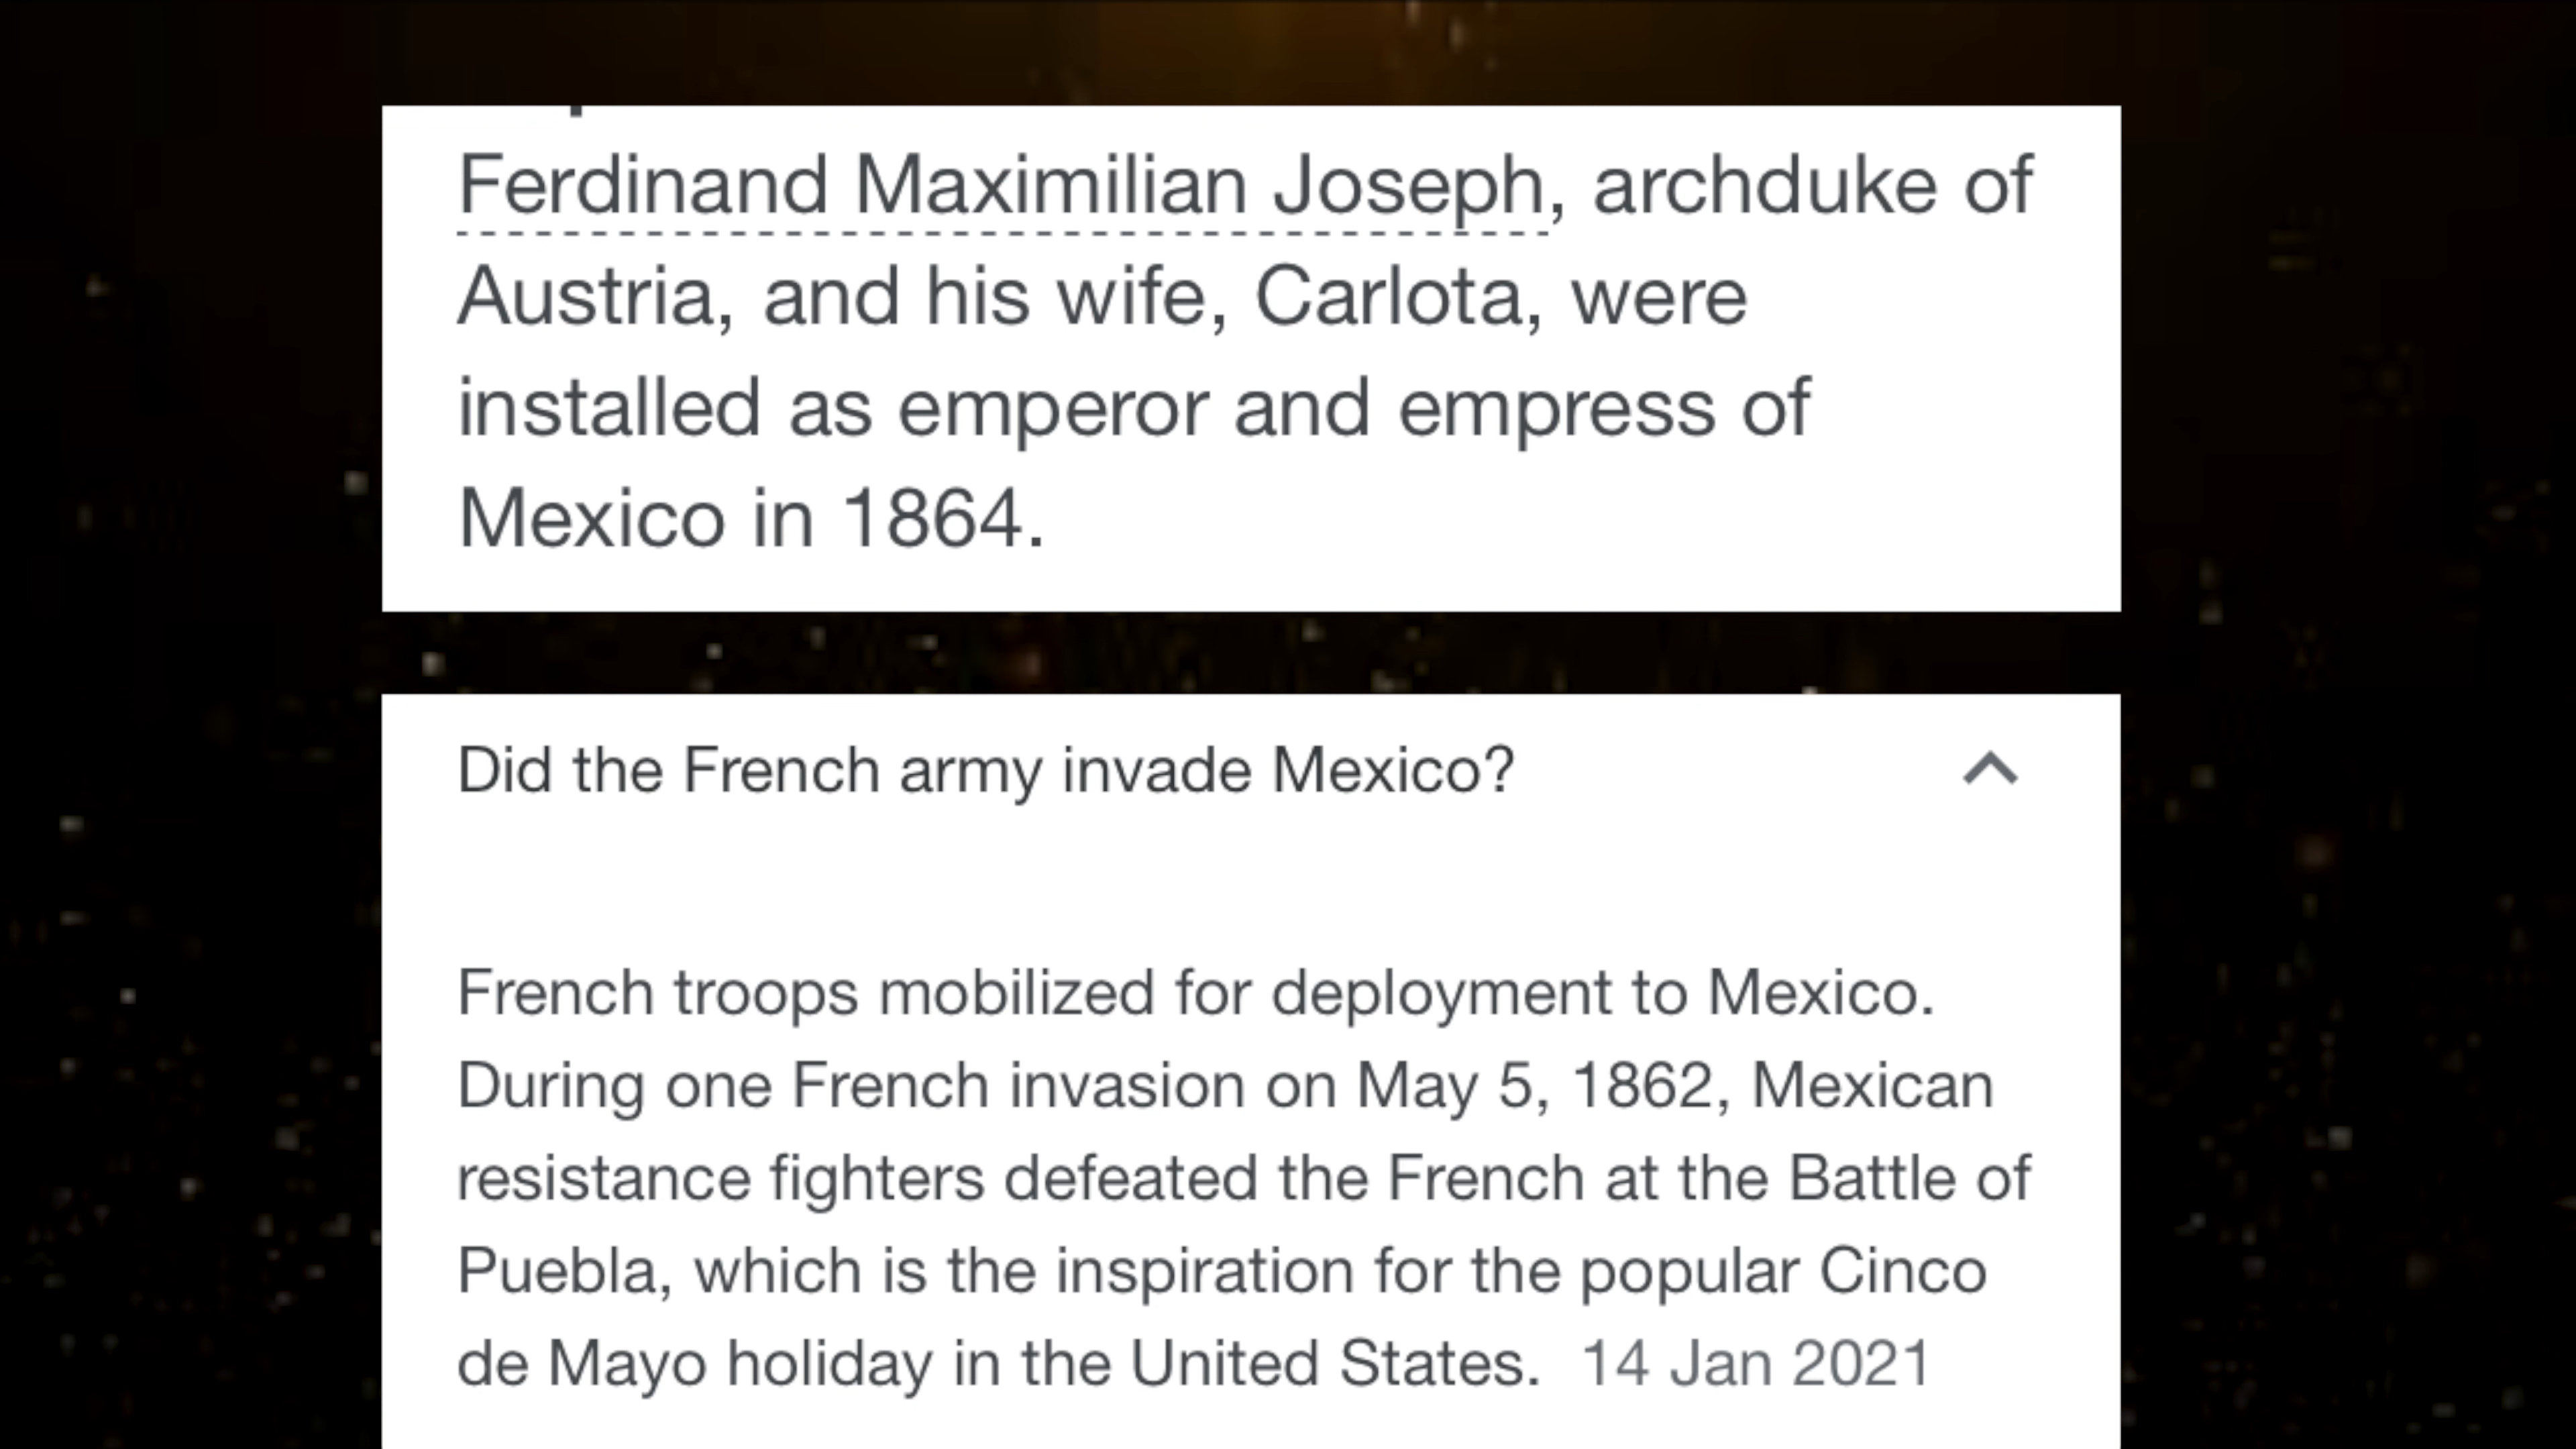 Ferdinand Maximilian Joseph, archduke of
Austria, and his wife, Carlota, were
installed as emperor and empress of
Mexico in 1864.
Did the French army invade Mexico?
French troops mobilized for deployment to Mexico.
During one French invasion on May 5, 1862, Mexican
resistance fighters defeated the French at the Battle of
Puebla, which is the inspiration for the popular Cinco
de Mayo holiday in the United States. 14 Jan 2021